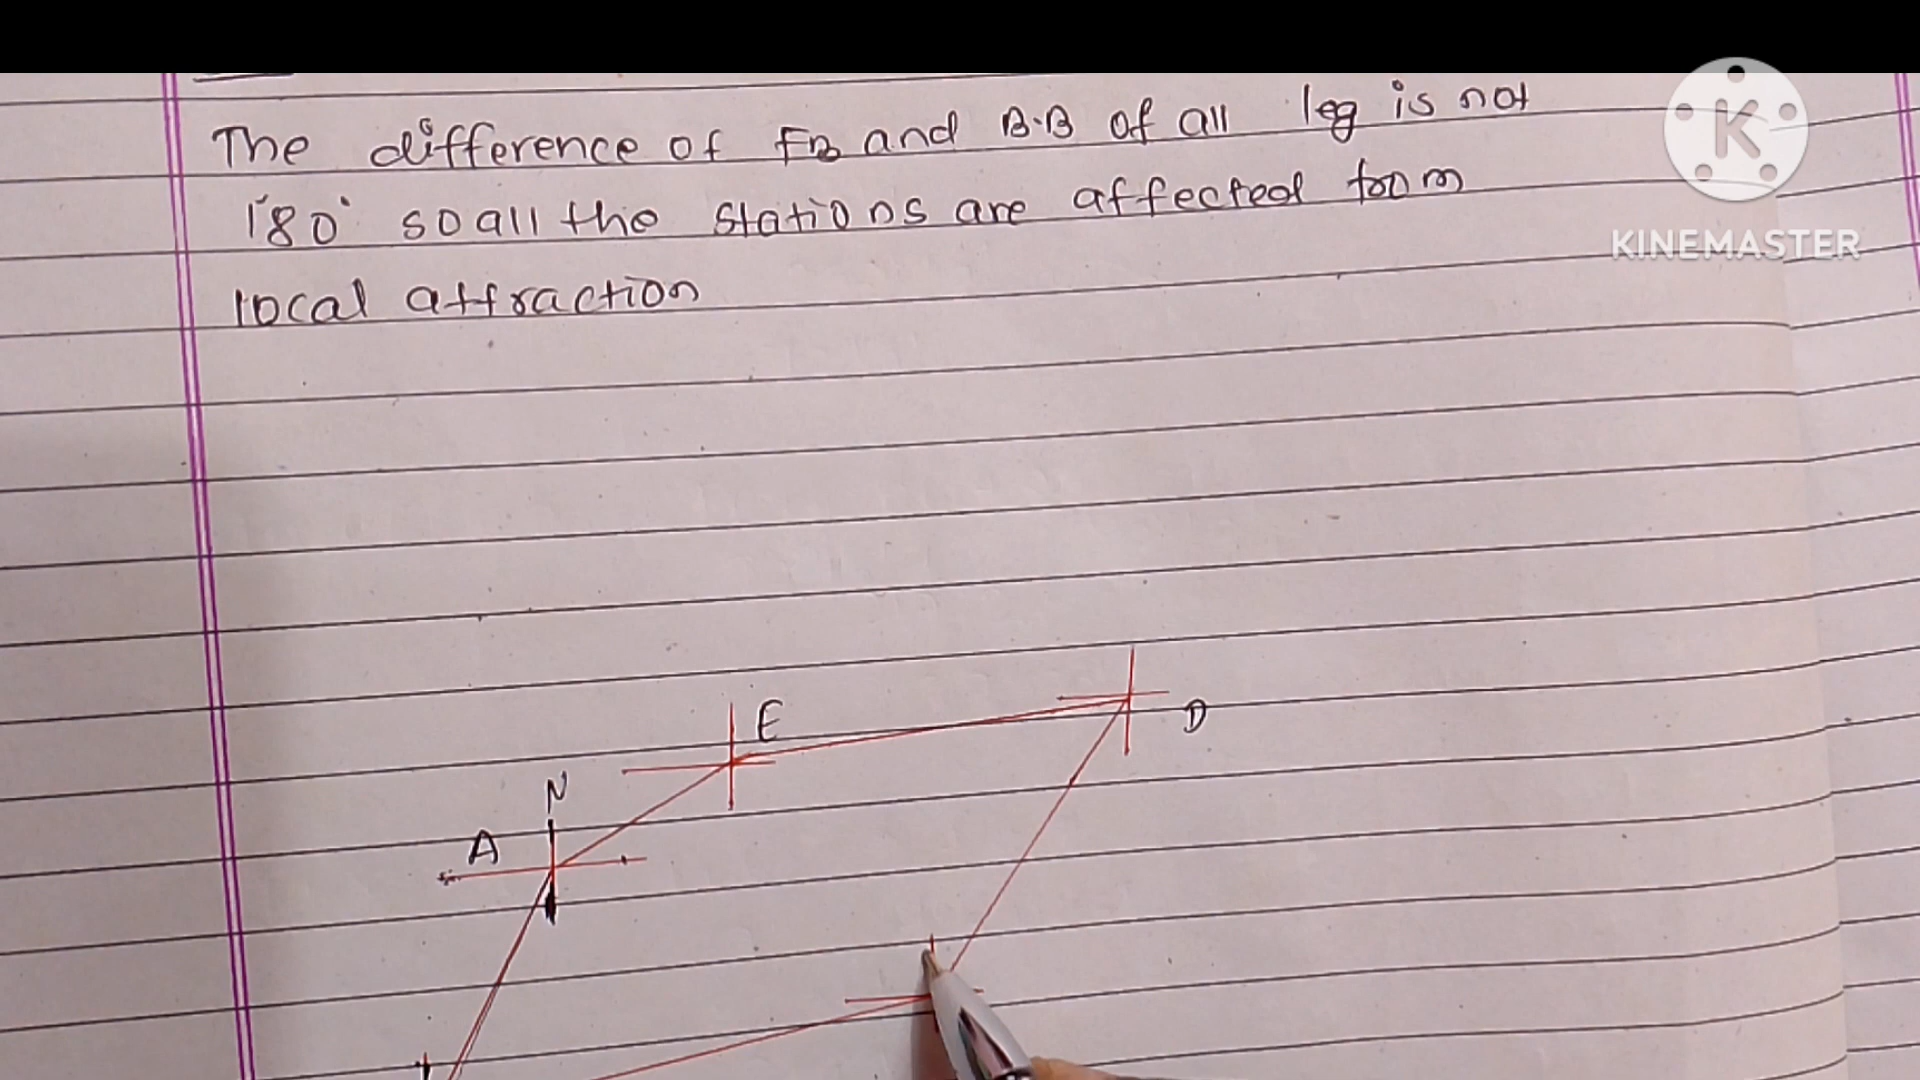 The difference of FB and B.B of all leg is not
180° so all the stations are affected from
local attraction
K
KINEMASTER
E
D
N
A